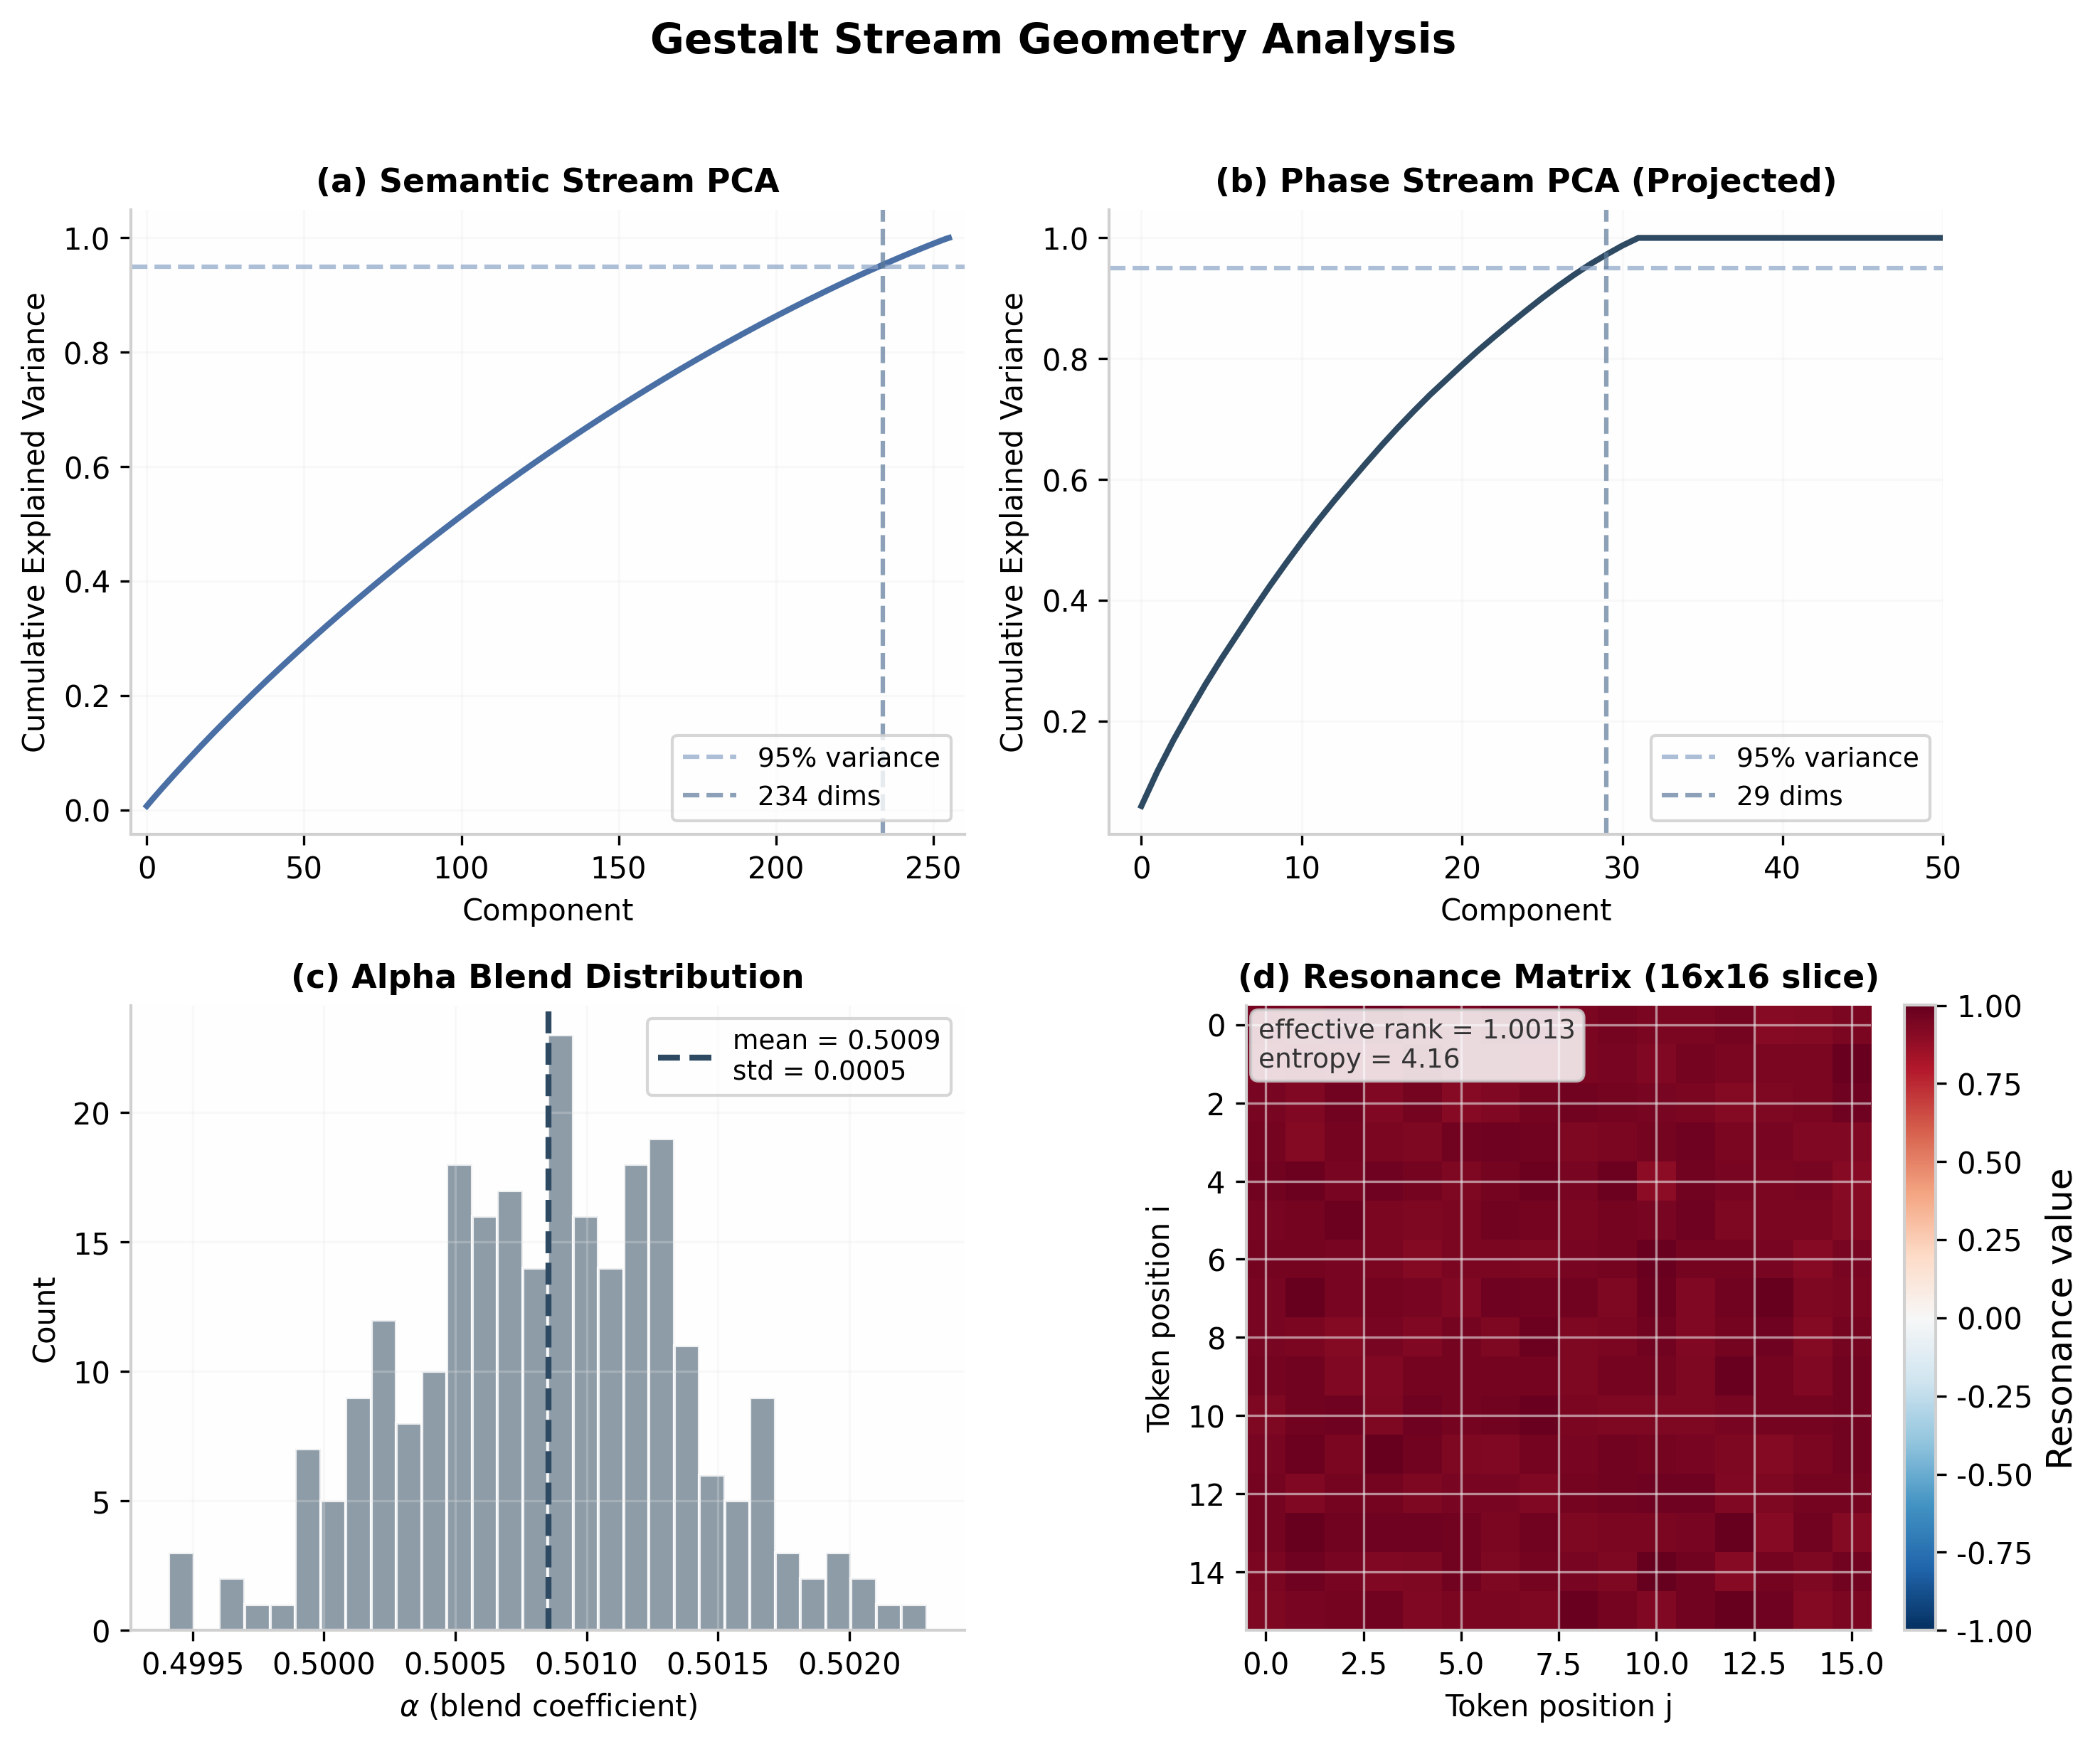 Gestalt Stream Geometry Analysis
(a) Semantic Stream PCA
Cumulative Explained Variance
1.0
0.8
0.6
0.4
0.2
0.0
95% variance
234 dims
0 50 100 150 200 250
Component
(b) Phase Stream PCA (Projected)
Cumulative Explained Variance
1.0
0.8
0.6
0.4
0.2
95% variance
29 dims
0 10 20 30 40 50
Component
(c) Alpha Blend Distribution
mean = 0.5009
std = 0.0005
Count
20
15
10
5
0
0.4995 0.5000 0.5005 0.5010 0.5015 0.5020
α (blend coefficient)
(d) Resonance Matrix (16x16 slice)
effective rank = 1.0013
entropy = 4.16
Token position i
0
2
4
6
8
10
12
14
0.0 2.5 5.0 7.5 10.0 12.5 15.0
Token position j
1.00
0.75
0.50
0.25
0.00
-0.25
-0.50
-0.75
-1.00
Resonance value